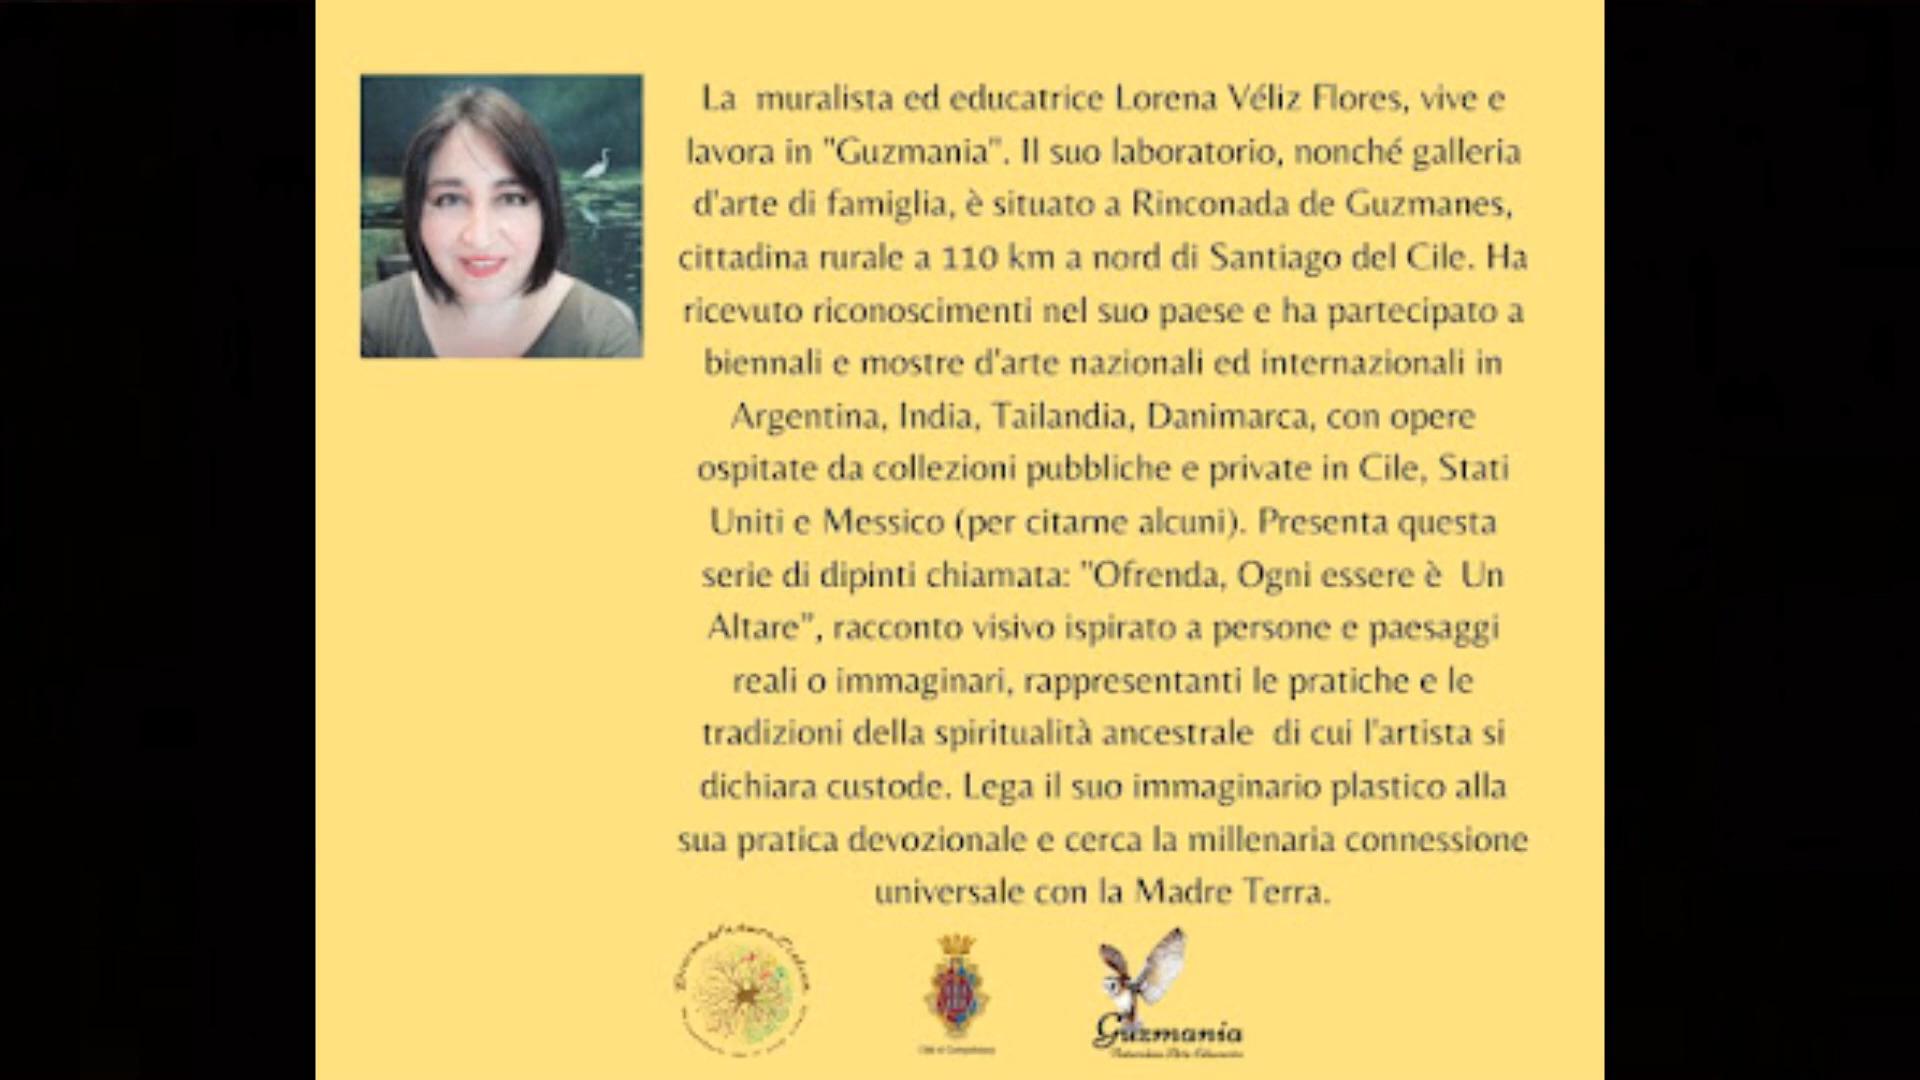 La muralista ed educatrice Lorena Véliz Flores, vive e
lavora in "Guzmania". Il suo laboratorio, nonché galleria
d'arte di famiglia, è situato a Rinconada de Guzmanes,
cittadina rurale a 110 km a nord di Santiago del Cile. Ha
ricevuto riconoscimenti nel suo paese e ha partecipato a
biennali e mostre d'arte nazionali ed internazionali in
Argentina, India, Tailandia, Danimarca, con opere
ospitate da collezioni pubbliche e private in Cile, Stati
Uniti e Messico (per citarne alcuni). Presenta questa
serie di dipinti chiamata: "Ofrenda, Ogni essere è Un
Altare", racconto visivo ispirato a persone e paesaggi
reali o immaginari, rappresentanti le pratiche e le
tradizioni della spiritualità ancestrale di cui l'artista si
dichiara custode. Lega il suo immaginario plastico alla
sua pratica devozionale e cerca la millenaria connessione
universale con la Madre Terra.
Guzmania